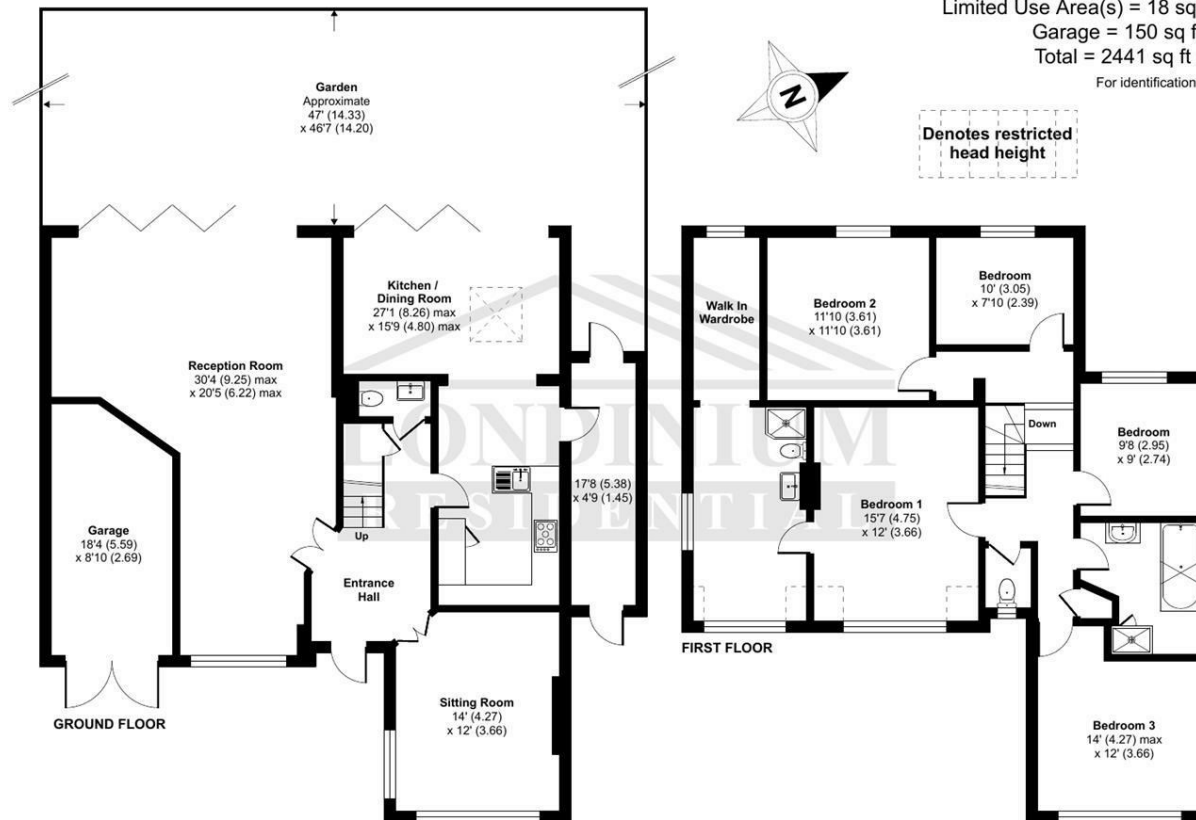 Limited Use Area(s) = 18 sq
Garage = 150 sq f
Total = 2441 sq ft
For identification
Garden
Approximate
47' (14.33)
x 46'7 (14.20)
N
Denotes restricted
head height
Kitchen /
Dining Room
27'1 (8.26) max
x 15'9 (4.80) max
Reception Room
30'4 (9.25) max
x 20'5 (6.22) max
Garage
18'4 (5.59)
x 8'10 (2.69)
Up
Entrance
Hall
17'8 (5.38)
x 4'9 (1.45)
Sitting Room
14' (4.27)
x 12' (3.66)
GROUND FLOOR
Walk In
Wardrobe
Bedroom 2
11'10 (3.61)
x 11'10 (3.61)
Bedroom
10' (3.05)
x 7'10 (2.39)
Down
Bedroom
9'8 (2.95)
x 9' (2.74)
Bedroom 1
15'7 (4.75)
x 12' (3.66)
Bedroom 3
14' (4.27) max
x 12' (3.66)
FIRST FLOOR
LONDINIUM
RESIDENTIAL